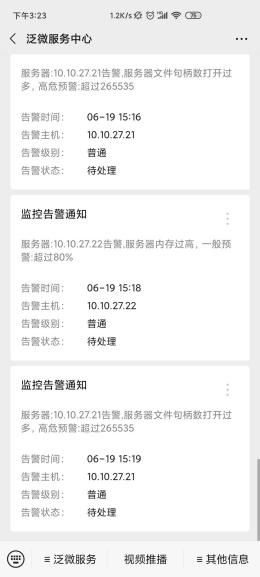 下午3:23
1.2K/s
75
泛微服务中心
服务器:10.10.27.21告警,服务器文件句柄数打开过
多, 高危预警:超过265535
告警时间: 06-19 15:16
告警主机: 10.10.27.21
告警级别: 普通
告警状态: 待处理
监控告警通知
服务器:10.10.27.22告警,服务器内存过高, 一般预
警:超过80%
告警时间: 06-19 15:18
告警主机: 10.10.27.22
告警级别: 普通
告警状态: 待处理
监控告警通知
服务器:10.10.27.21告警,服务器文件句柄数打开过
多, 高危预警:超过265535
告警时间: 06-19 15:19
告警主机: 10.10.27.21
告警级别: 普通
告警状态: 待处理
泛微服务 视频推播 其他信息